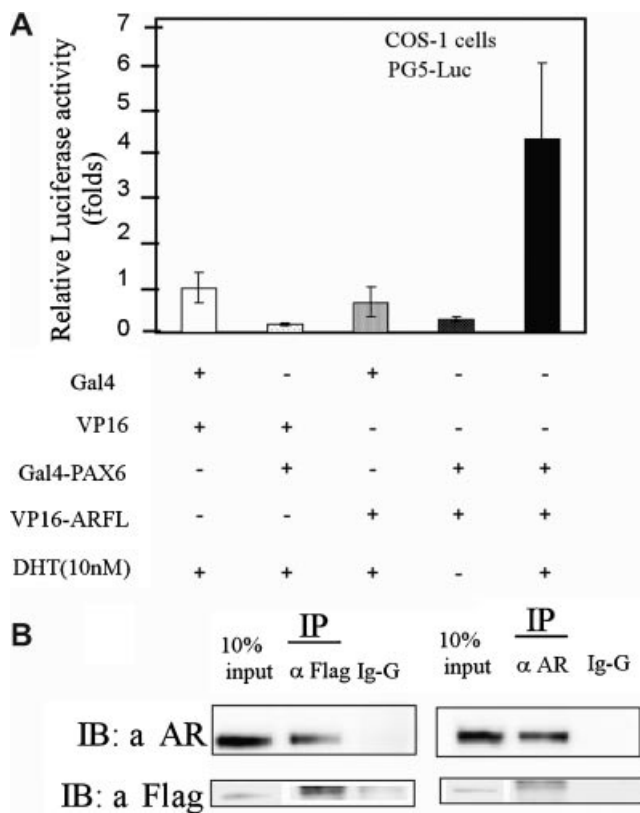 A
Relative Luciferase activity
(folds)
7
6
5
4
3
2
1
0
COS-1 cells
PG5-Luc
Gal4 + - + - -
VP16 + + - - -
Gal4-PAX6 - + - + +
VP16-ARFL - - + + +
DHT(10nM) + + + - +
B
10% input IP α Flag Ig-G
10% input IP α AR Ig-G
IB: a AR
IB: a Flag